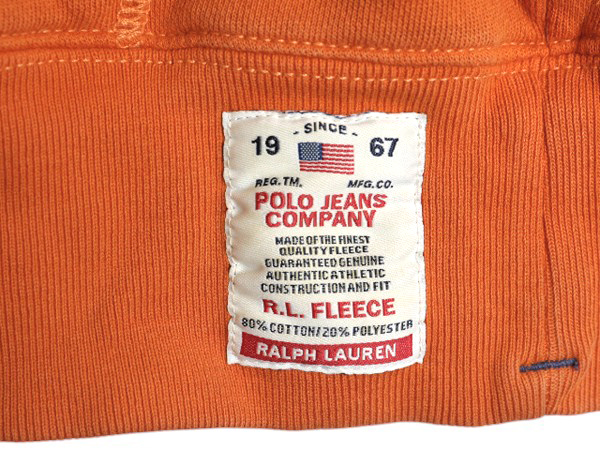 - SINCE -
19 67
REG. TM. MFG. CO.
POLO JEANS
COMPANY
MADE OF THE FINEST
QUALITY FLEECE
GUARANTEED GENUINE
AUTHENTIC ATHLETIC
CONSTRUCTION AND FIT
R.L. FLEECE
80% COTTON/20% POLYESTER
RALPH LAUREN